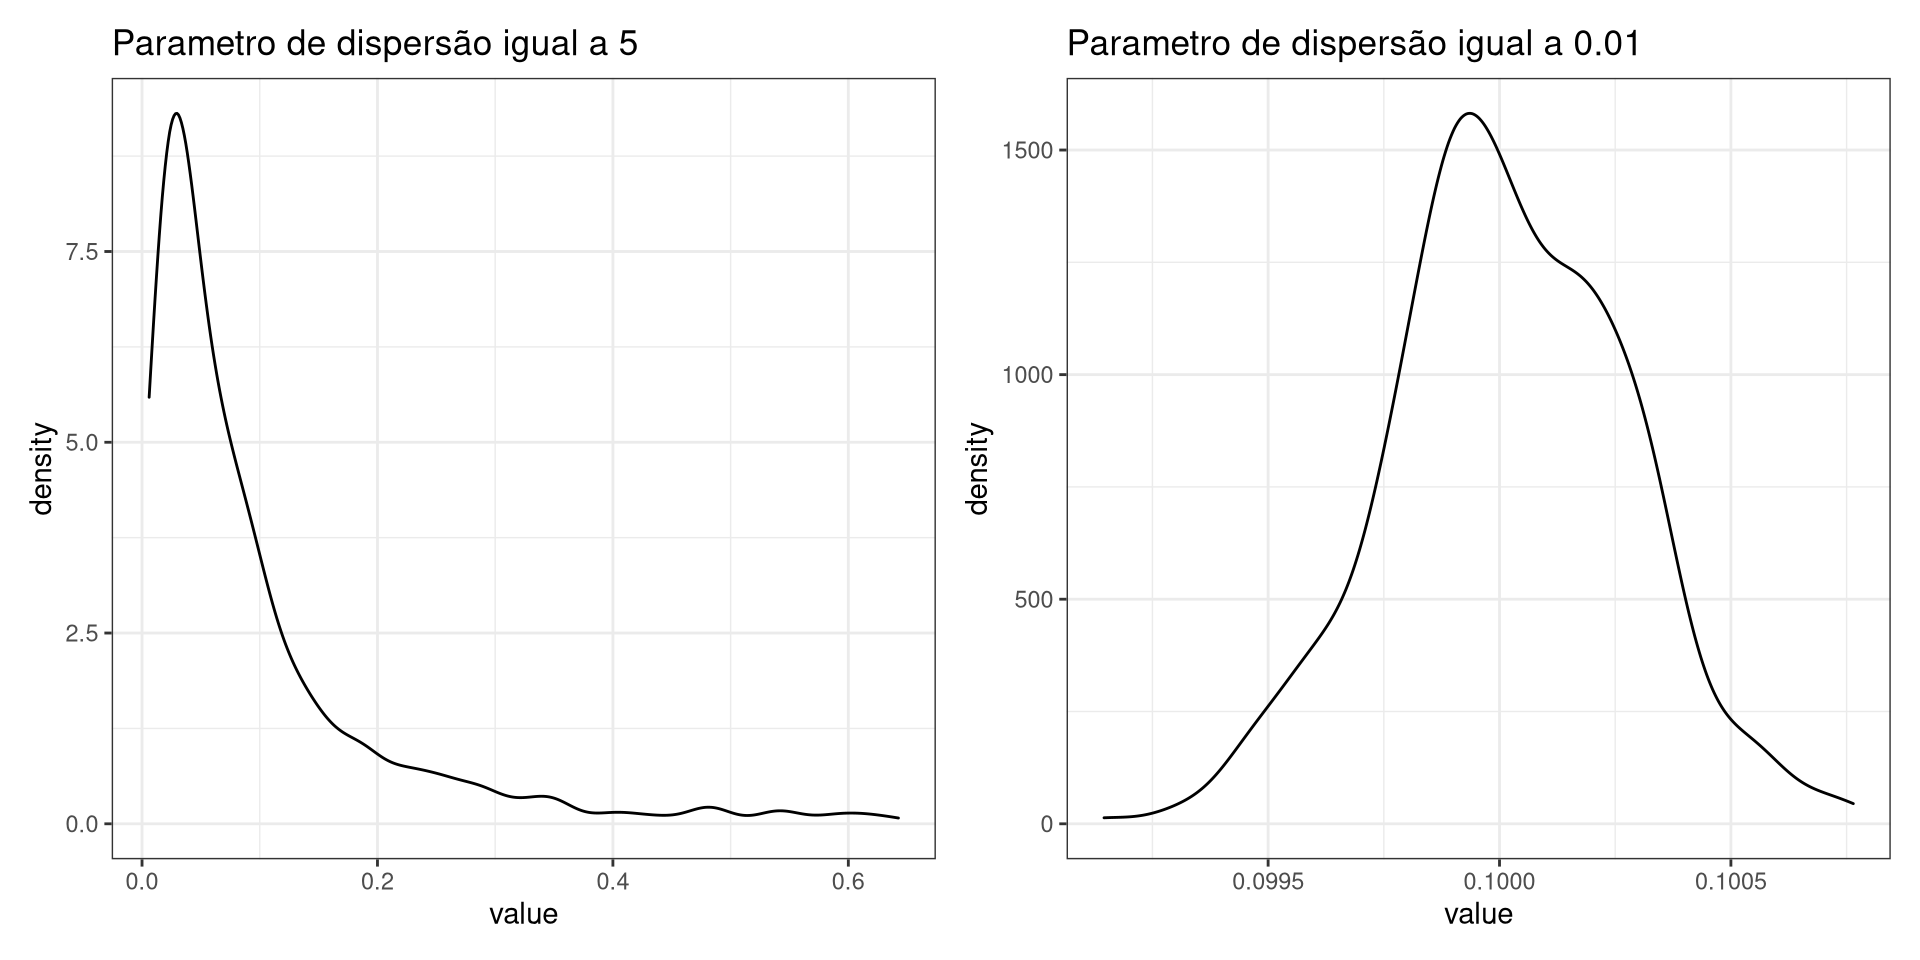 Parametro de dispersão igual a 5
7.5
5.0
2.5
0.0
density
0.0 0.2 0.4 0.6
value
Parametro de dispersão igual a 0.01
1500
1000
500
0
density
0.0995 0.1000 0.1005
value